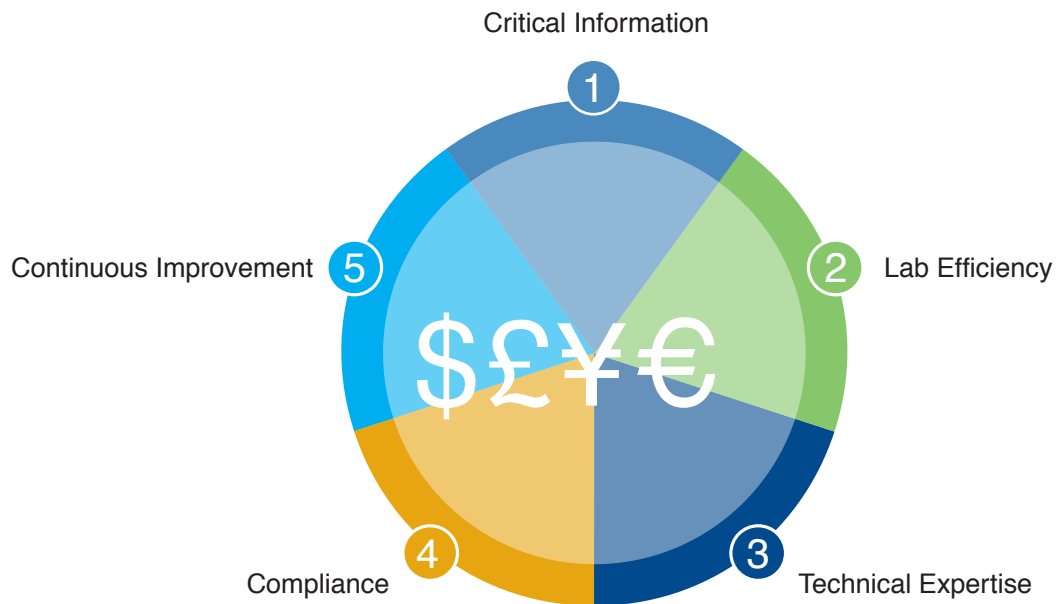 Critical Information
1
5
2
Continuous Improvement
Lab Efficiency
$£¥€
4
3
Compliance
Technical Expertise